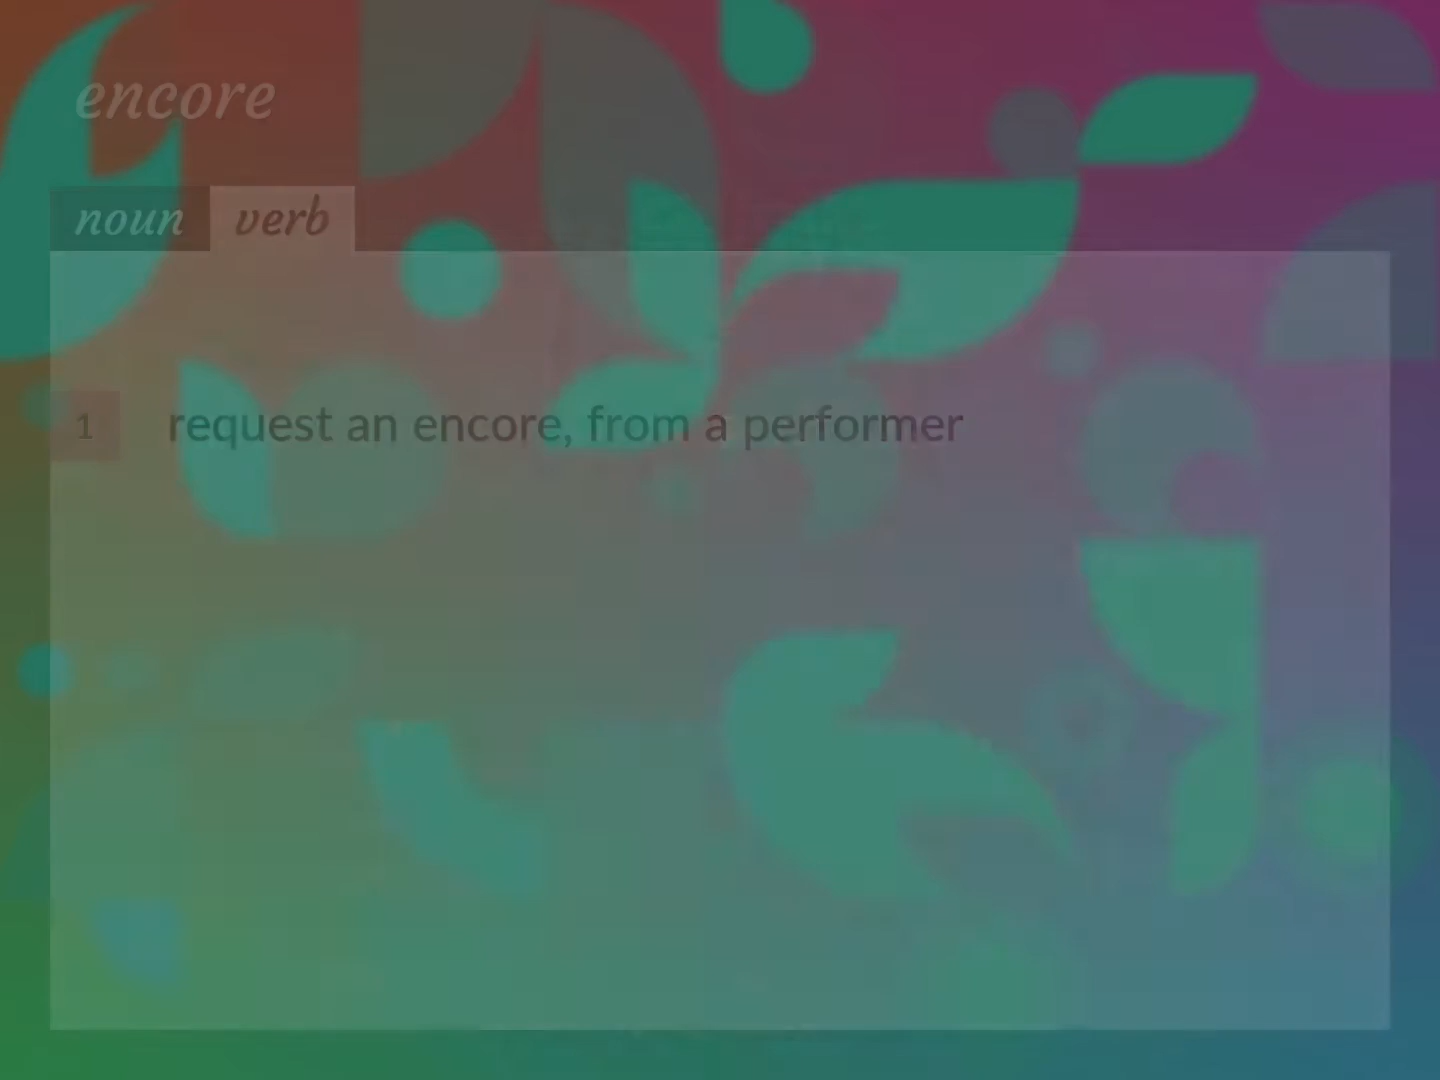 encore
noun verb
1 request an encore, from a performer